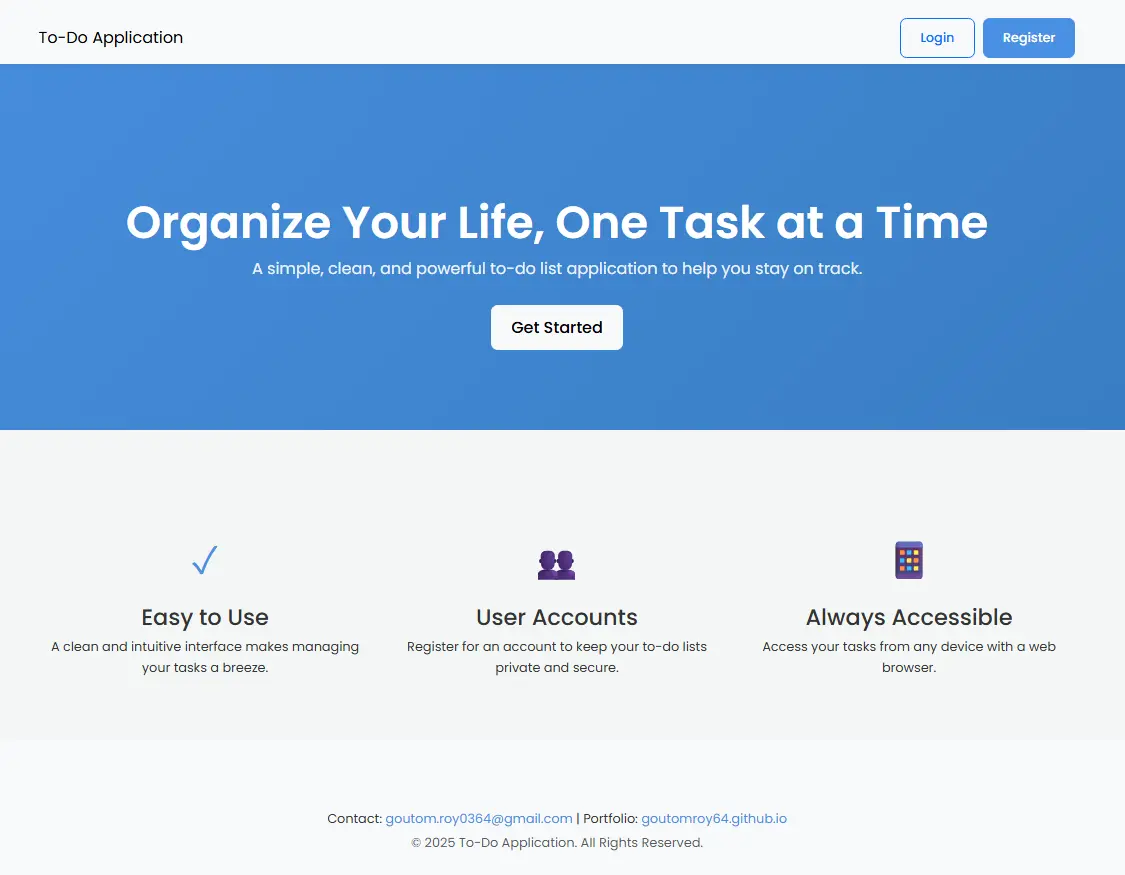 To-Do Application
Login
Register
Organize Your Life, One Task at a Time
A simple, clean, and powerful to-do list application to help you stay on track.
Get Started
Easy to Use
A clean and intuitive interface makes managing
your tasks a breeze.
User Accounts
Register for an account to keep your to-do lists
private and secure.
Always Accessible
Access your tasks from any device with a web
browser.
Contact: goutom.roy0364@gmail.com | Portfolio: goutomroy64.github.io
© 2025 To-Do Application. All Rights Reserved.